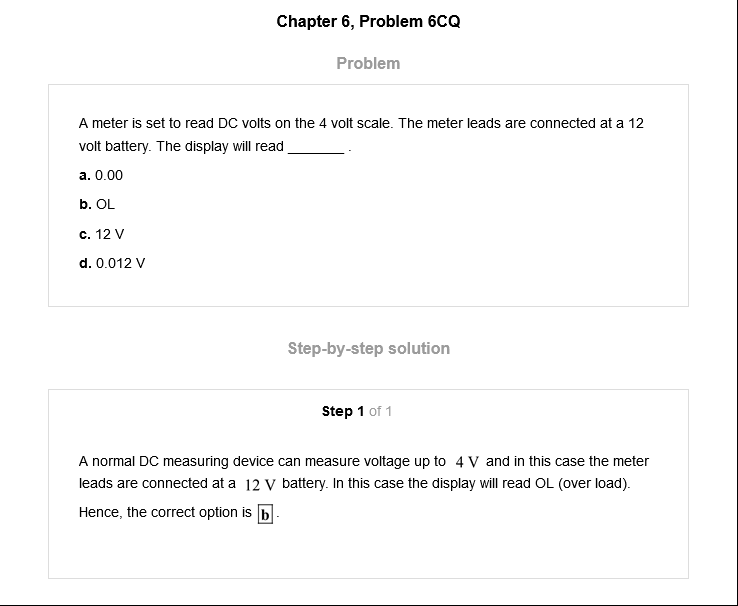 Chapter 6, Problem 6CQ
Problem
A meter is set to read DC volts on the 4 volt scale. The meter leads are connected at a 12
volt battery. The display will read _______ .
a. 0.00
b. OL
c. 12 V
d. 0.012 V
Step-by-step solution
Step 1 of 1
A normal DC measuring device can measure voltage up to 4 V and in this case the meter
leads are connected at a 12 V battery. In this case the display will read OL (over load).
Hence, the correct option is b .